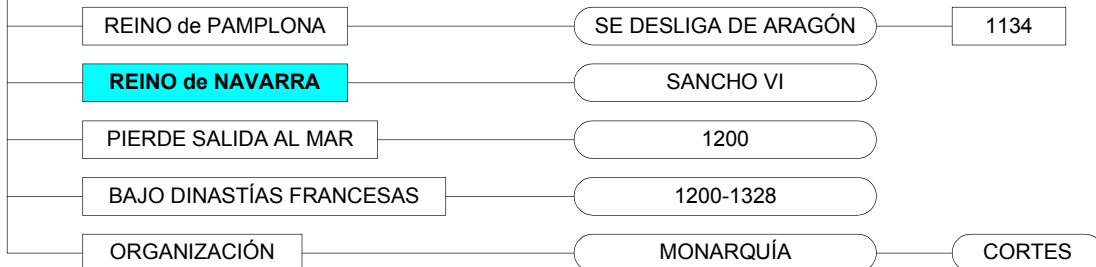 REINO de PAMPLONA SE DESLIGA DE ARAGÓN 1134
REINO de NAVARRA SANCHO VI
PIERDE SALIDA AL MAR 1200
BAJO DINASTÍAS FRANCESAS 1200-1328
ORGANIZACIÓN MONARQUÍA CORTES